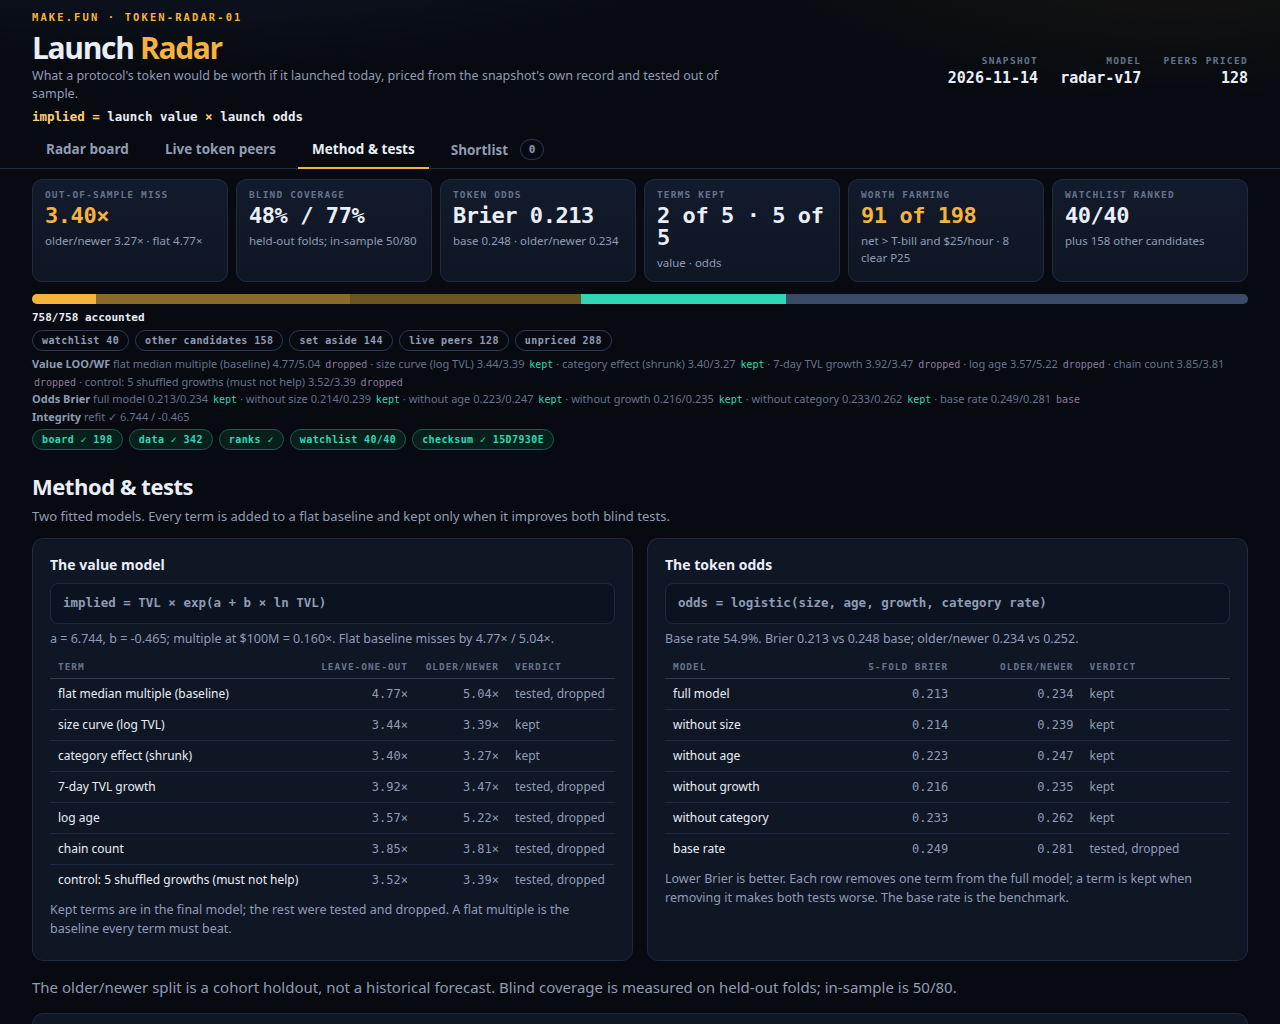 MAKE.FUN · TOKEN-RADAR-01
Launch Radar
What a protocol's token would be worth if it launched today, priced from the snapshot's own record and tested out of
sample.
implied = launch value × launch odds
SNAPSHOT
2026-11-14
MODEL
radar-v17
PEERS PRICED
128
Radar board
Live token peers
Method & tests
Shortlist 0
OUT-OF-SAMPLE MISS
3.40×
older/newer 3.27× · flat 4.77×
BLIND COVERAGE
48% / 77%
held-out folds; in-sample 50/80
TOKEN ODDS
Brier 0.213
base 0.248 · older/newer 0.234
TERMS KEPT
2 of 5 · 5 of
5
value · odds
WORTH FARMING
91 of 198
net > T-bill and $25/hour · 8
clear P25
WATCHLIST RANKED
40/40
plus 158 other candidates
758/758 accounted
watchlist 40
other candidates 158
set aside 144
live peers 128
unpriced 288
Value LOO/WF flat median multiple (baseline) 4.77/5.04 dropped · size curve (log TVL) 3.44/3.39 kept · category effect (shrunk) 3.40/3.27 kept · 7-day TVL growth 3.92/3.47 dropped · log age 3.57/5.22 dropped · chain count 3.85/3.81
dropped · control: 5 shuffled growths (must not help) 3.52/3.39 dropped
Odds Brier full model 0.213/0.234 kept · without size 0.214/0.239 kept · without age 0.223/0.247 kept · without growth 0.216/0.235 kept · without category 0.233/0.262 kept · base rate 0.249/0.281 base
Integrity refit ✓ 6.744 / -0.465
board ✓ 198
data ✓ 342
ranks ✓
watchlist 40/40
checksum ✓ 15D7930E
Method & tests
Two fitted models. Every term is added to a flat baseline and kept only when it improves both blind tests.
The value model
implied = TVL × exp(a + b × ln TVL)
a = 6.744, b = -0.465; multiple at $100M = 0.160×. Flat baseline misses by 4.77× / 5.04×.
TERM LEAVE-ONE-OUT OLDER/NEWER VERDICT
flat median multiple (baseline) 4.77× 5.04× tested, dropped
size curve (log TVL) 3.44× 3.39× kept
category effect (shrunk) 3.40× 3.27× kept
7-day TVL growth 3.92× 3.47× tested, dropped
log age 3.57× 5.22× tested, dropped
chain count 3.85× 3.81× tested, dropped
control: 5 shuffled growths (must not help) 3.52× 3.39× tested, dropped
Kept terms are in the final model; the rest were tested and dropped. A flat multiple is the
baseline every term must beat.
The token odds
odds = logistic(size, age, growth, category rate)
Base rate 54.9%. Brier 0.213 vs 0.248 base; older/newer 0.234 vs 0.252.
MODEL 5-FOLD BRIER OLDER/NEWER VERDICT
full model 0.213 0.234 kept
without size 0.214 0.239 kept
without age 0.223 0.247 kept
without growth 0.216 0.235 kept
without category 0.233 0.262 kept
base rate 0.249 0.281 tested, dropped
Lower Brier is better. Each row removes one term from the full model; a term is kept when
removing it makes both tests worse. The base rate is the benchmark.
The older/newer split is a cohort holdout, not a historical forecast. Blind coverage is measured on held-out folds; in-sample is 50/80.